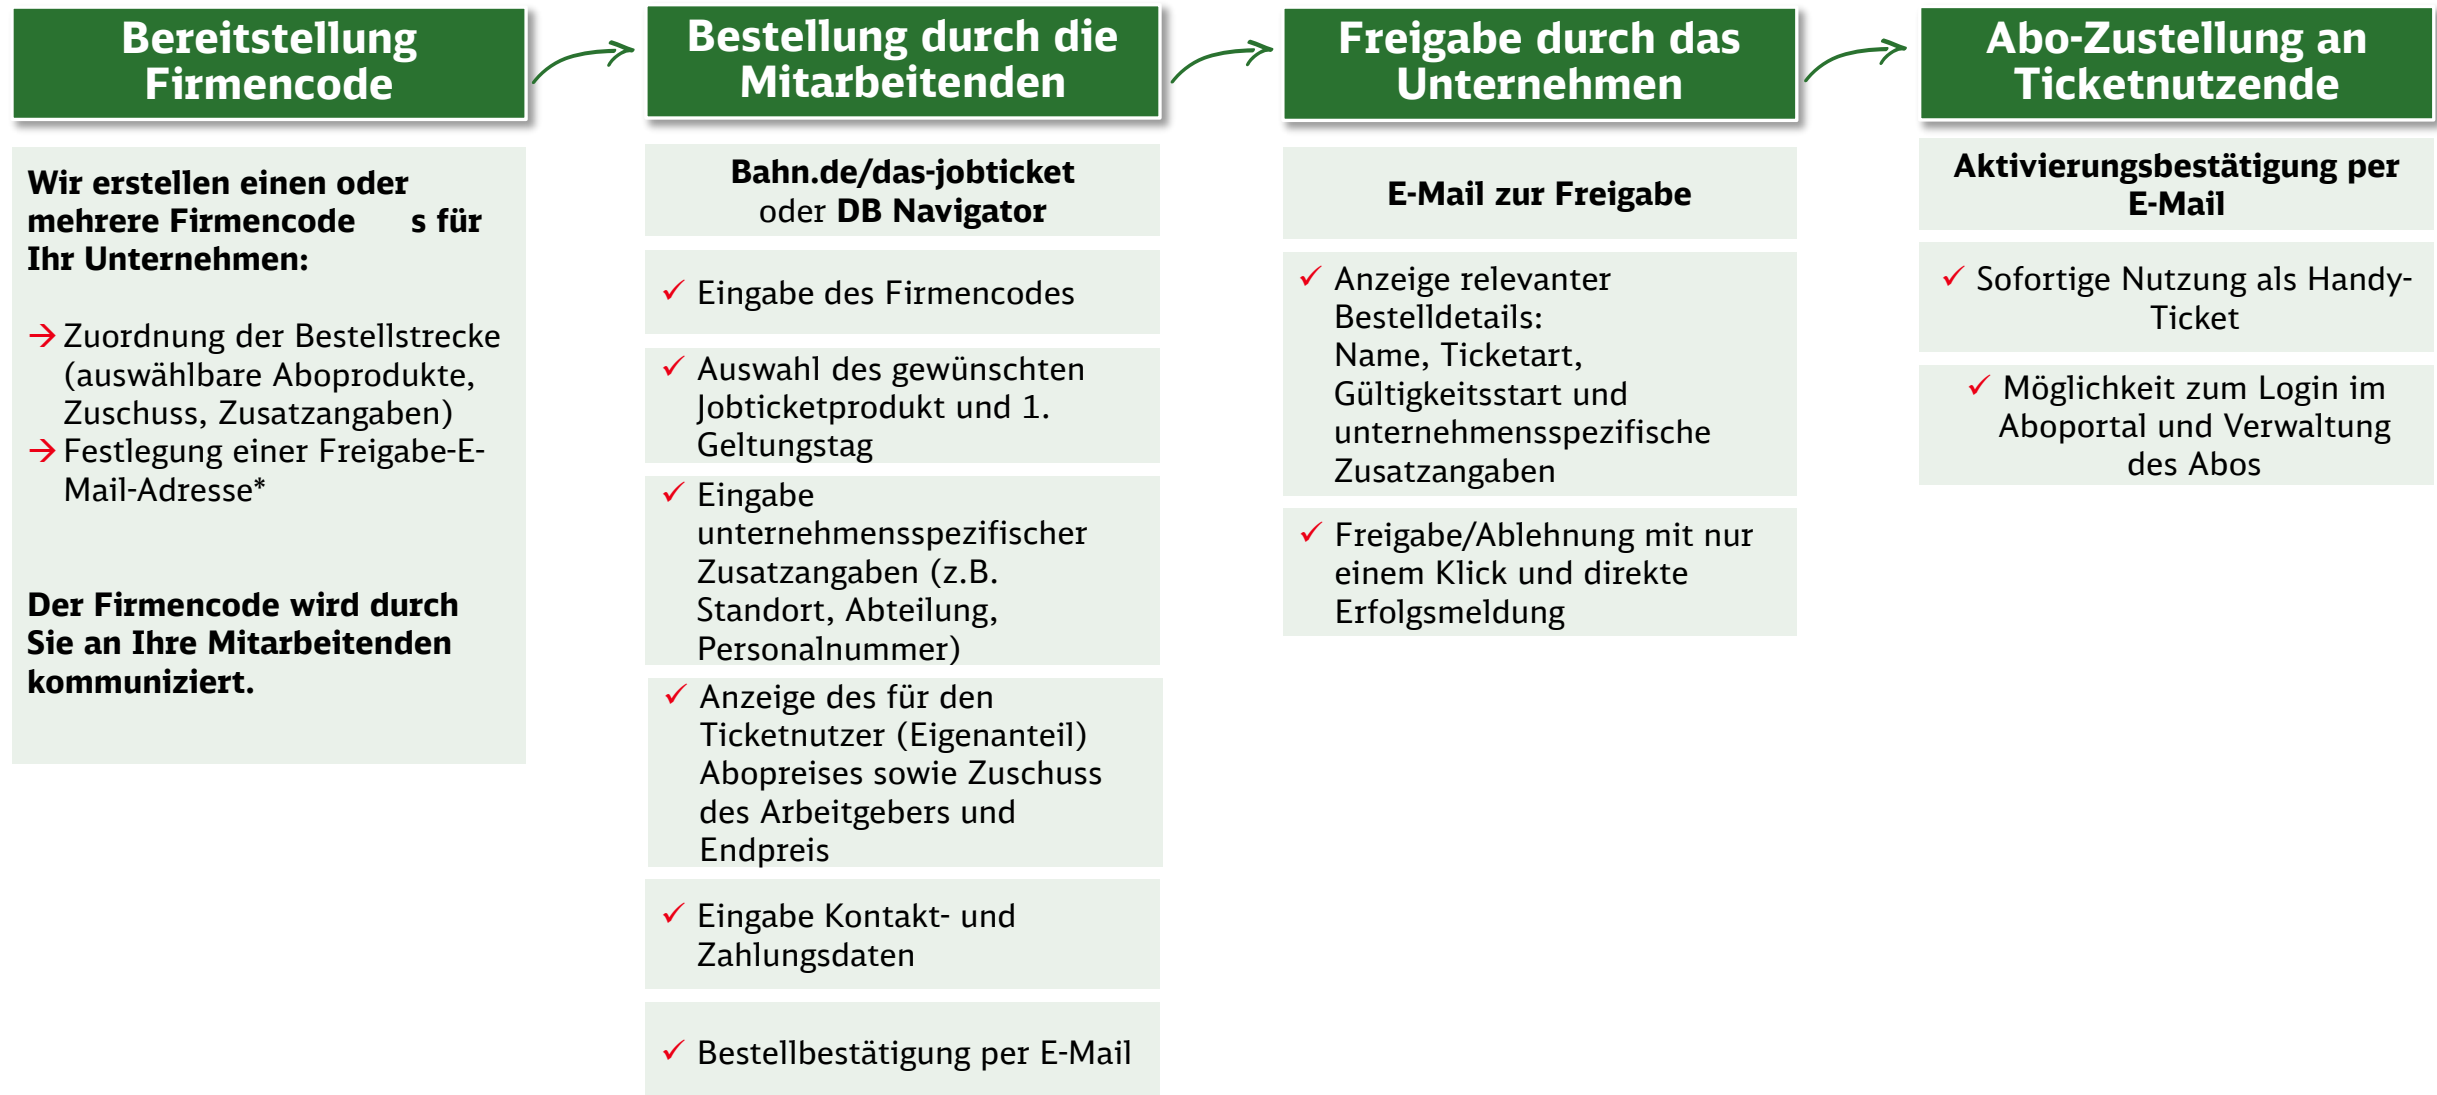 Bereitstellung
Firmencode
Wir erstellen einen oder
mehrere Firmencode s für
Ihr Unternehmen:
→ Zuordnung der Bestellstrecke
(auswählbare Aboprodukte,
Zuschuss, Zusatzangaben)
→ Festlegung einer Freigabe-E-
Mail-Adresse*
Der Firmencode wird durch
Sie an Ihre Mitarbeitenden
kommuniziert.
Bestellung durch die
Mitarbeitenden
Bahn.de/das-jobticket
oder DB Navigator
✓ Eingabe des Firmencodes
✓ Auswahl des gewünschten
Jobticketprodukt und 1.
Geltungstag
✓ Eingabe
unternehmensspezifischer
Zusatzangaben (z.B.
Standort, Abteilung,
Personalnummer)
✓ Anzeige des für den
Ticketnutzer (Eigenanteil)
Abopreises sowie Zuschuss
des Arbeitgebers und
Endpreis
✓ Eingabe Kontakt- und
Zahlungsdaten
✓ Bestellbestätigung per E-Mail
Freigabe durch das
Unternehmen
E-Mail zur Freigabe
✓ Anzeige relevanter
Bestelldetails:
Name, Ticketart,
Gültigkeitsstart und
unternehmensspezifische
Zusatzangaben
✓ Freigabe/Ablehnung mit nur
einem Klick und direkte
Erfolgsmeldung
Abo-Zustellung an
Ticketnutzende
Aktivierungsbestätigung per
E-Mail
✓ Sofortige Nutzung als Handy-
Ticket
✓ Möglichkeit zum Login im
Aboportal und Verwaltung
des Abos